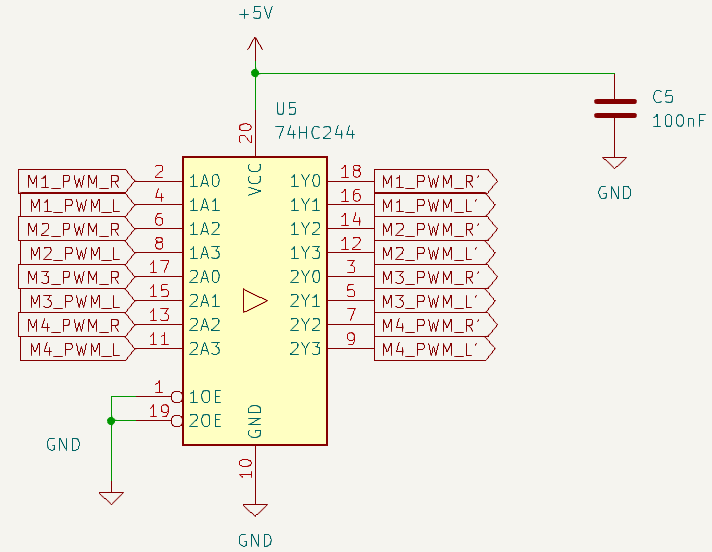 +5V
U5
74HC244
C5
100nF
GND
20
VCC
M1_PWM_R 2 1A0 1Y0 18 M1_PWM_R'
M1_PWM_L 4 1A1 1Y1 16 M1_PWM_L'
M2_PWM_R 6 1A2 1Y2 14 M2_PWM_R'
M2_PWM_L 8 1A3 1Y3 12 M2_PWM_L'
M3_PWM_R 17 2A0 2Y0 3 M3_PWM_R'
M3_PWM_L 15 2A1 2Y1 5 M3_PWM_L'
M4_PWM_R 13 2A2 2Y2 7 M4_PWM_R'
M4_PWM_L 11 2A3 2Y3 9 M4_PWM_L'
1 1OE
19 2OE
GND
GND
10
GND